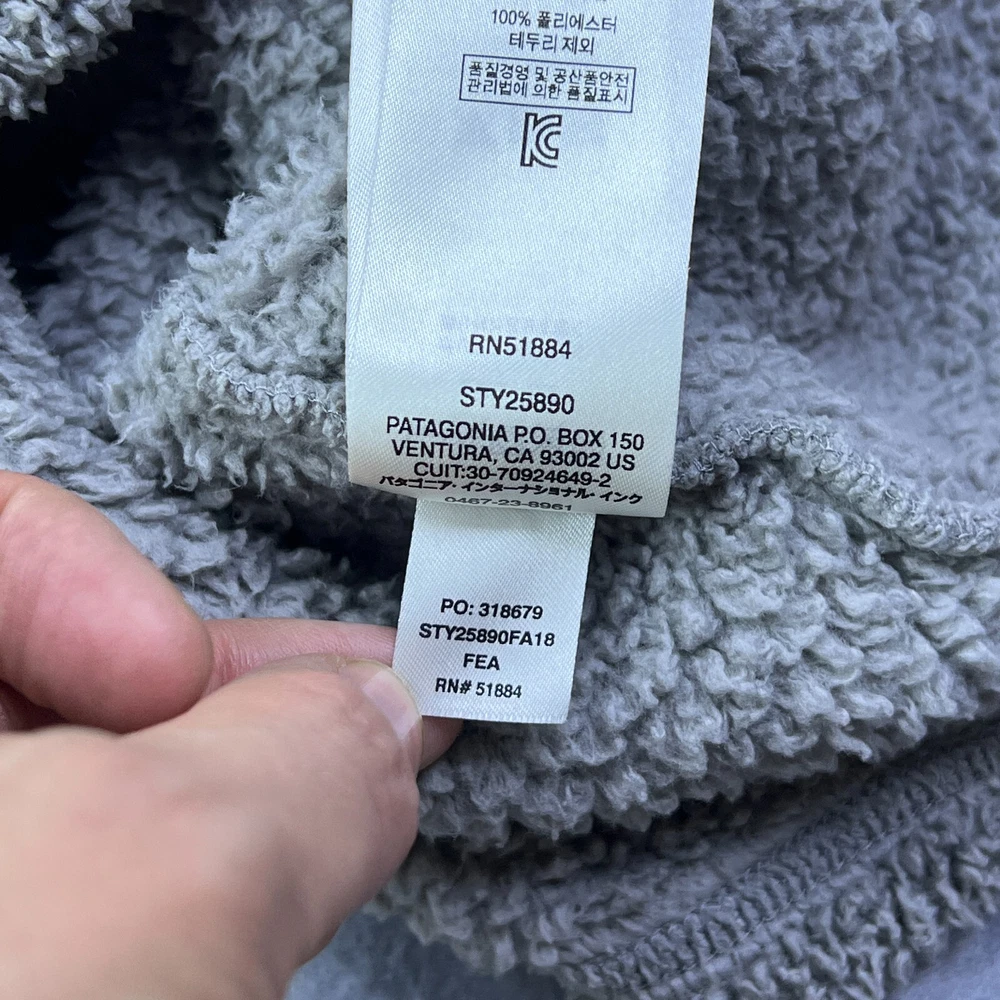 100% 폴리에스터
테두리 제외
품질경영 및 공산품안전
관리법에 의한 품질표시
RN51884
STY25890
PATAGONIA P.O. BOX 150
VENTURA, CA 93002 US
CUIT:30-70924649-2
パタゴニア・インターナショナル・インク
0467-23-8961
PO: 318679
STY25890FA18
FEA
RN# 51884